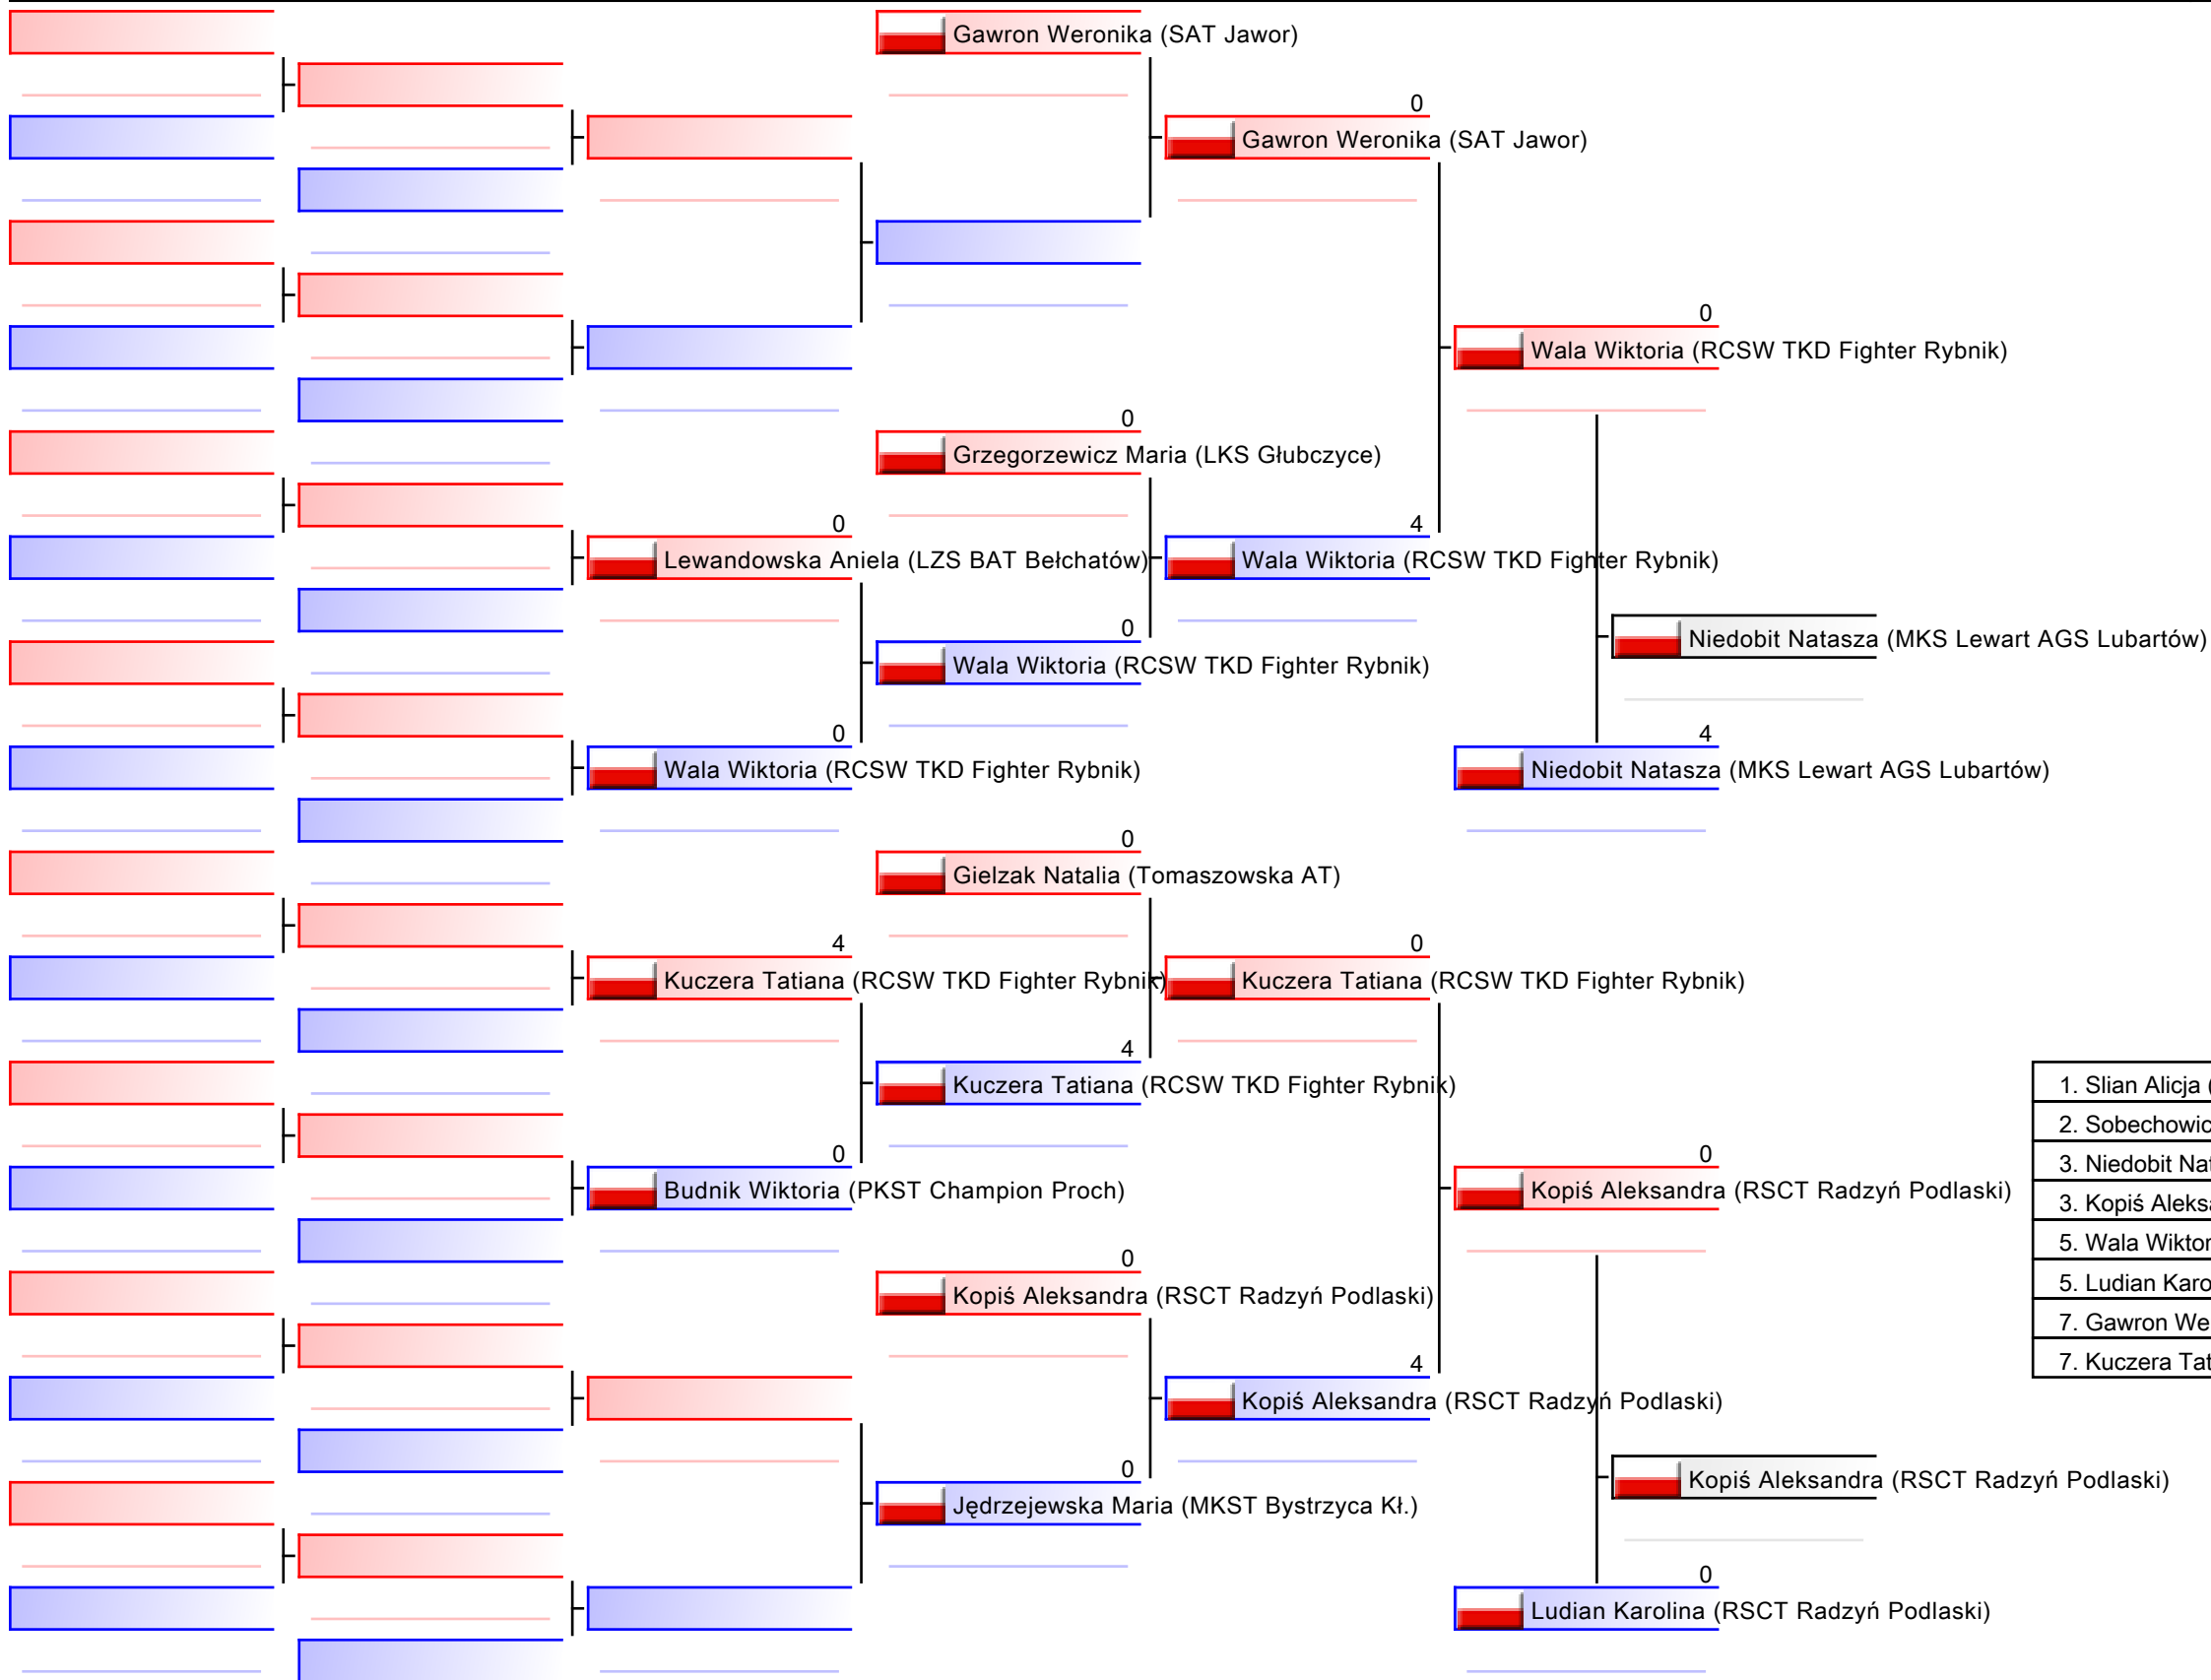 Gawron Weronika (SAT Jawor)
0
Gawron Weronika (SAT Jawor)
0
Wala Wiktoria (RCSW TKD Fighter Rybnik)
0
Grzegorzewicz Maria (LKS Głubczyce)
0
Lewandowska Aniela (LZS BAT Bełchatów)
4
Wala Wiktoria (RCSW TKD Fighter Rybnik)
0
Wala Wiktoria (RCSW TKD Fighter Rybnik)
Niedobit Natasza (MKS Lewart AGS Lubartów)
0
Wala Wiktoria (RCSW TKD Fighter Rybnik)
4
Niedobit Natasza (MKS Lewart AGS Lubartów)
0
Gielzak Natalia (Tomaszowska AT)
4
Kuczera Tatiana (RCSW TKD Fighter Rybnik)
0
Kuczera Tatiana (RCSW TKD Fighter Rybnik)
4
Kuczera Tatiana (RCSW TKD Fighter Rybnik)
0
Budnik Wiktoria (PKST Champion Proch)
0
Kopiś Aleksandra (RSCT Radzyń Podlaski)
0
Kopiś Aleksandra (RSCT Radzyń Podlaski)
4
Kopiś Aleksandra (RSCT Radzyń Podlaski)
0
Jędrzejewska Maria (MKST Bystrzyca Kł.)
Kopiś Aleksandra (RSCT Radzyń Podlaski)
0
Ludian Karolina (RSCT Radzyń Podlaski)
1. Slian Alicja (
2. Sobechowic
3. Niedobit Nat
3. Kopiś Aleksa
5. Wala Wiktor
5. Ludian Karo
7. Gawron We
7. Kuczera Tat